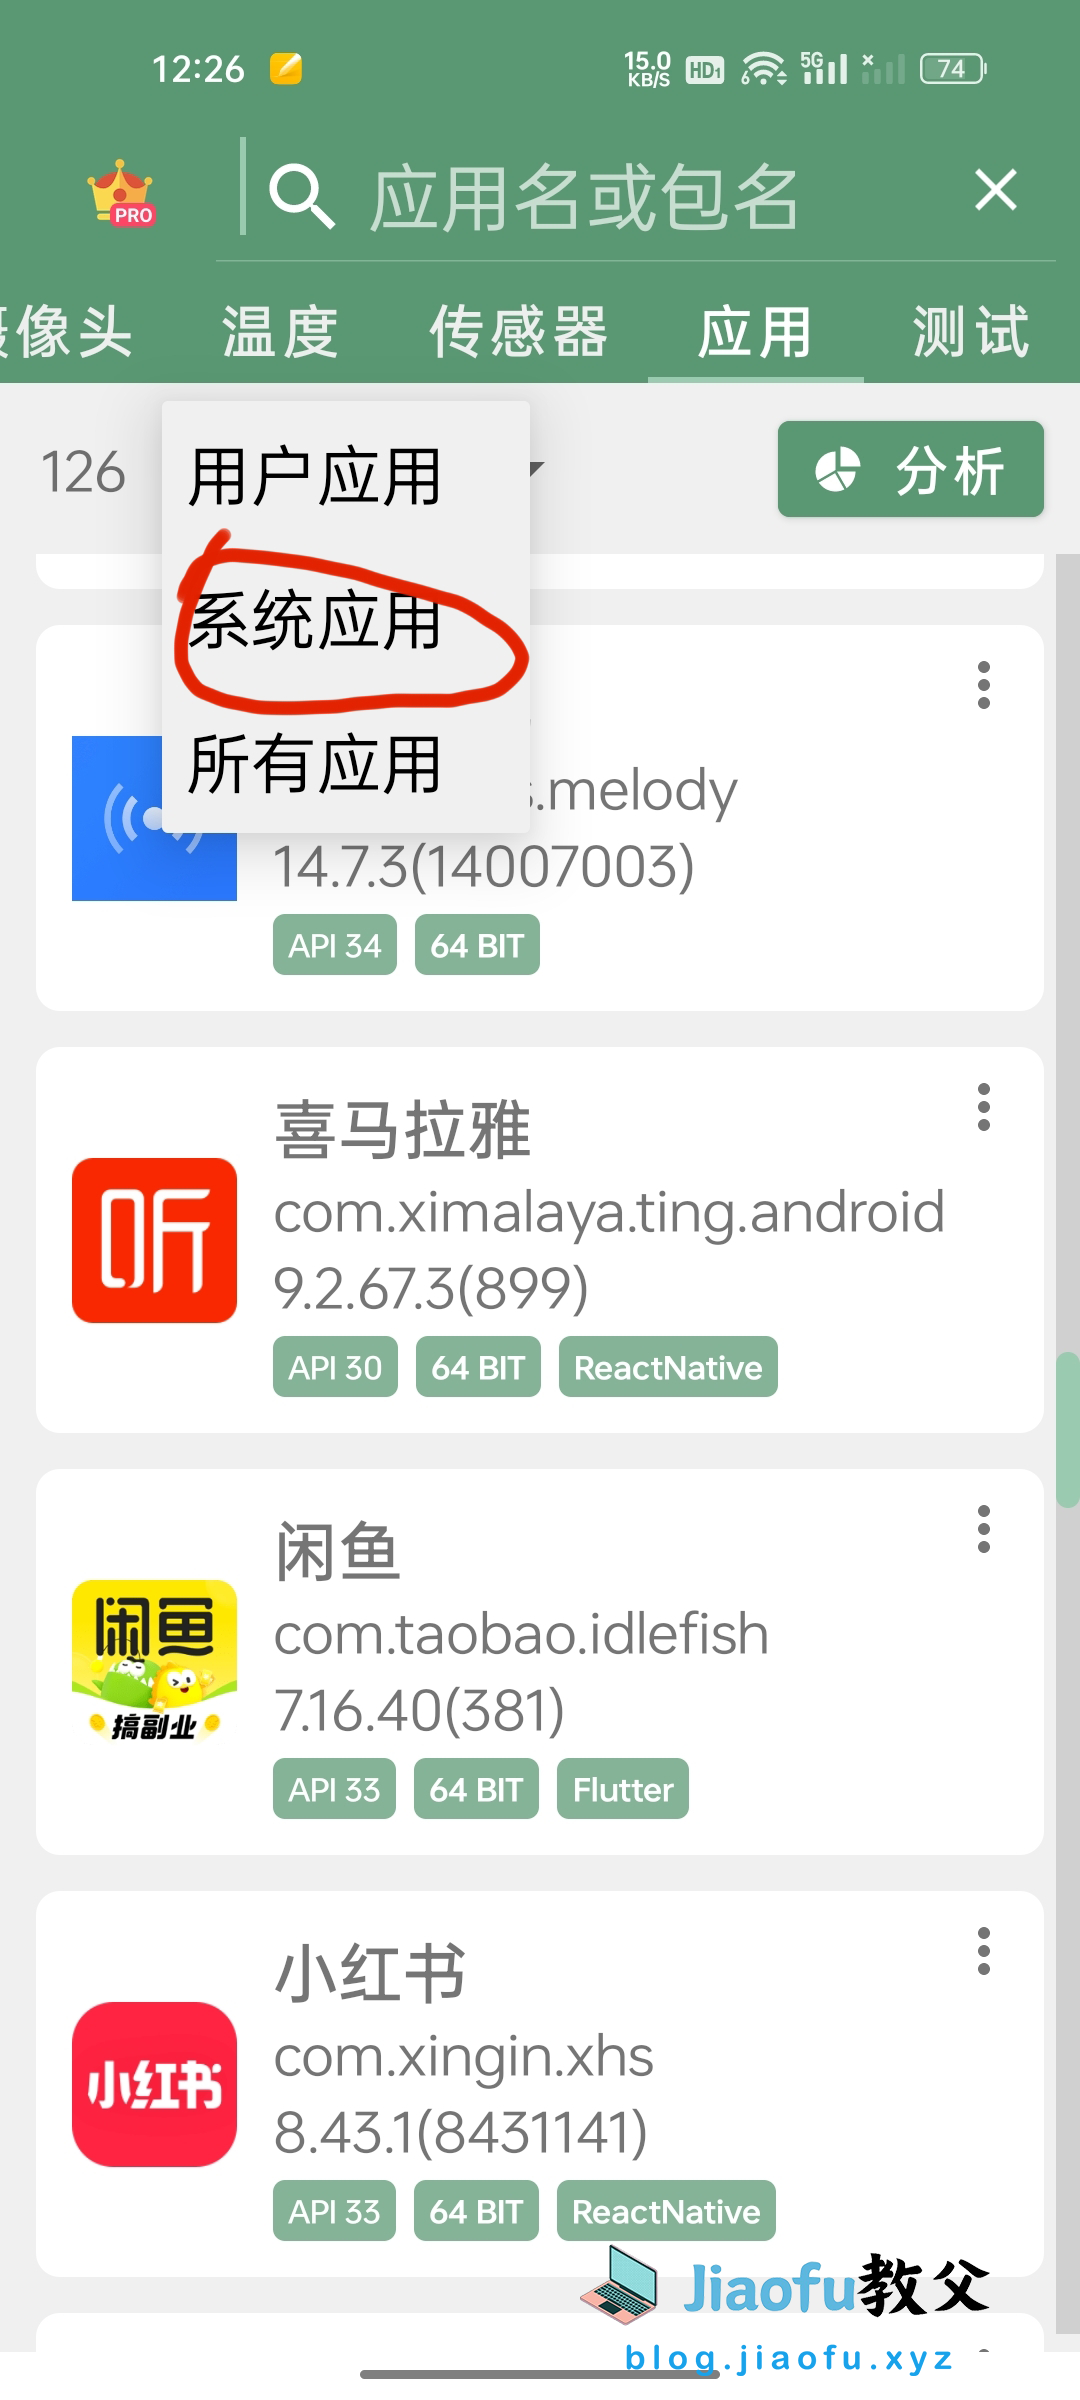 12:26
15.0
KB/S
HD1
6
5G
74
PRO
应用名或包名
像头 温度 传感器 应用 测试
126
用户应用
系统应用
所有应用
分析
.melody
14.7.3(14007003)
API 34 64 BIT
听
喜马拉雅
com.ximalaya.ting.android
9.2.67.3(899)
API 30 64 BIT ReactNative
闲鱼
搞副业
闲鱼
com.taobao.idlefish
7.16.40(381)
API 33 64 BIT Flutter
小红书
小红书
com.xingin.xhs
8.43.1(8431141)
API 33 64 BIT ReactNative
Jiaofu教父
blog.jiaofu.xyz